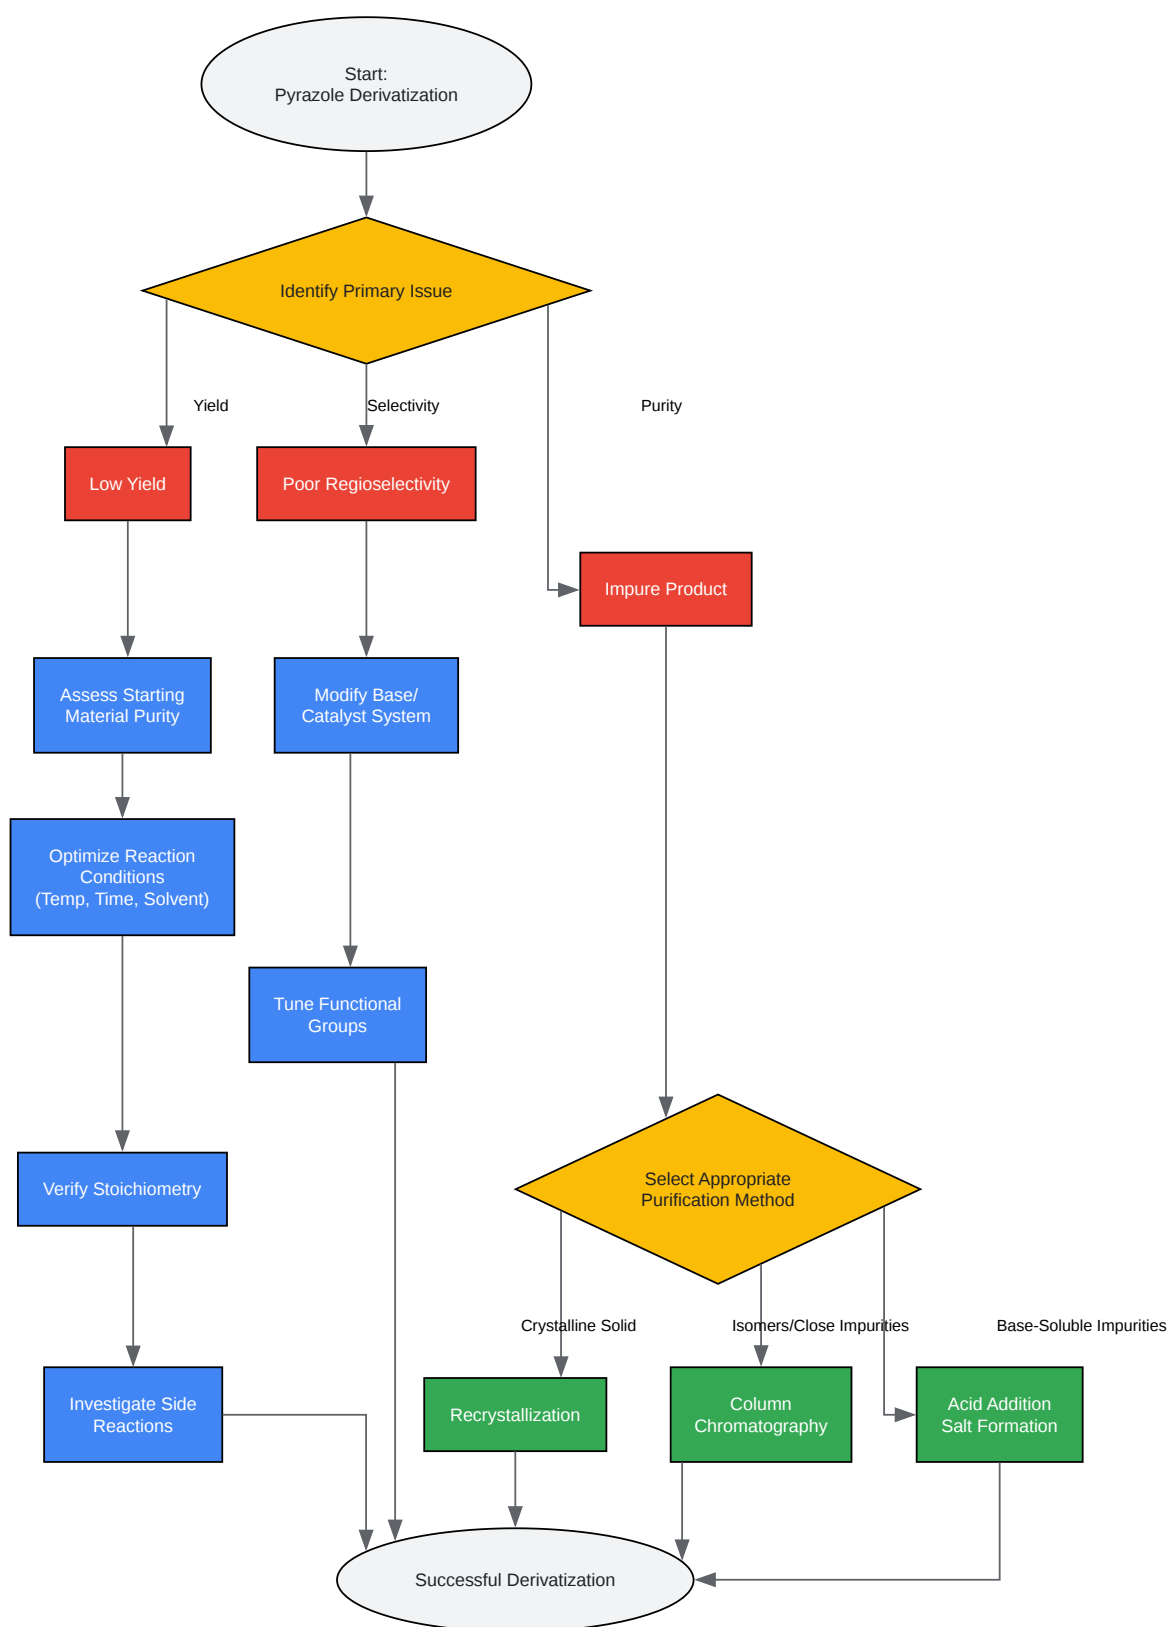 Start:
Pyrazole Derivatization
Identify Primary Issue
Yield
Selectivity
Purity
Low Yield
Poor Regioselectivity
Impure Product
Assess Starting
Material Purity
Modify Base/
Catalyst System
Optimize Reaction
Conditions
(Temp, Time, Solvent)
Tune Functional
Groups
Verify Stoichiometry
Select Appropriate
Purification Method
Crystalline Solid
Isomers/Close Impurities
Base-Soluble Impurities
Investigate Side
Reactions
Recrystallization
Column
Chromatography
Acid Addition
Salt Formation
Successful Derivatization